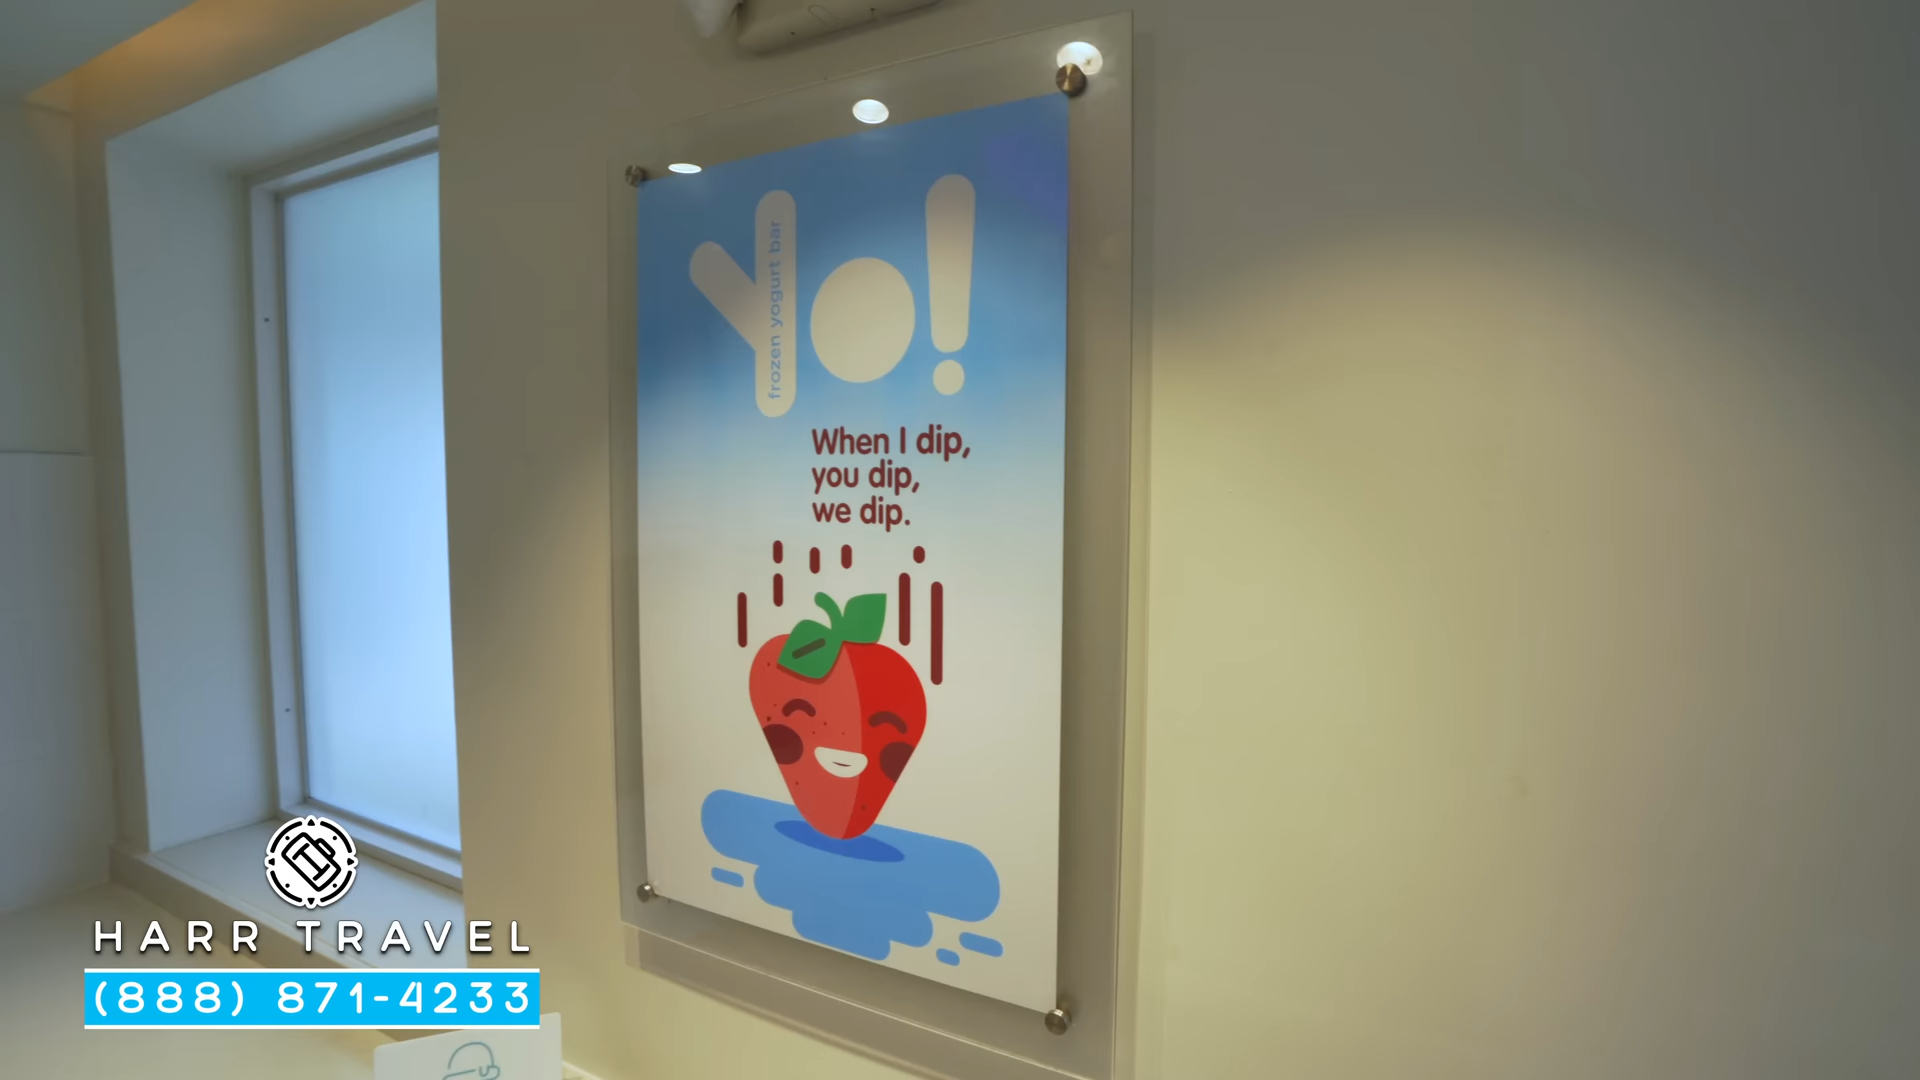 Yo!
frozen yogurt bar
When I dip,
you dip,
we dip.
HARR TRAVEL
(888) 871-4233